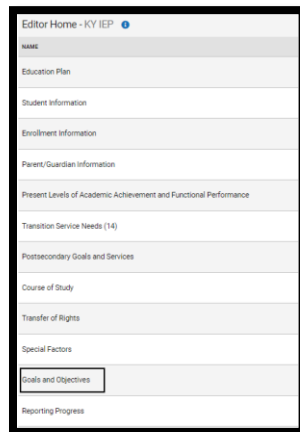 Editor Home - KY IEP
NAME
Education Plan
Student Information
Enrollment Information
Parent/Guardian Information
Present Levels of Academic Achievement and Functional Performance
Transition Service Needs (14)
Postsecondary Goals and Services
Course of Study
Transfer of Rights
Special Factors
Goals and Objectives
Reporting Progress